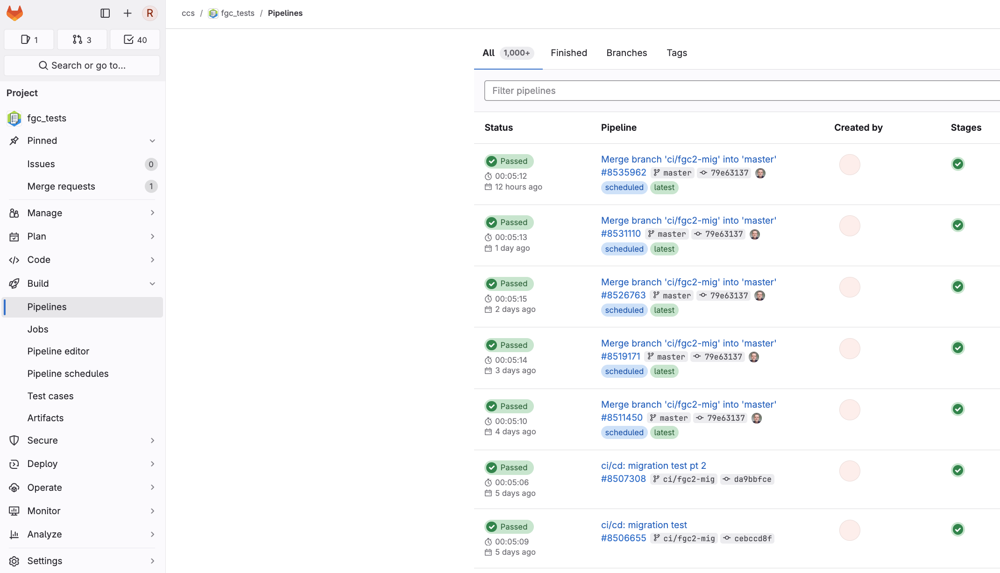 R
ccs / fgc_tests / Pipelines
1
3
40
Search or go to...
Project
fgc_tests
Pinned
Issues 0
Merge requests 1
Manage
Plan
Code
Build
Pipelines
Jobs
Pipeline editor
Pipeline schedules
Test cases
Artifacts
Secure
Deploy
Operate
Monitor
Analyze
Settings
All 1,000+ Finished Branches Tags
Filter pipelines
Status Pipeline Created by Stages
Passed
00:05:12
12 hours ago
Merge branch 'ci/fgc2-mig' into 'master'
#8535962 master 79e63137
scheduled latest
Passed
00:05:13
1 day ago
Merge branch 'ci/fgc2-mig' into 'master'
#8531110 master 79e63137
scheduled latest
Passed
00:05:15
2 days ago
Merge branch 'ci/fgc2-mig' into 'master'
#8526763 master 79e63137
scheduled latest
Passed
00:05:14
3 days ago
Merge branch 'ci/fgc2-mig' into 'master'
#8519171 master 79e63137
scheduled latest
Passed
00:05:10
4 days ago
Merge branch 'ci/fgc2-mig' into 'master'
#8511450 master 79e63137
scheduled latest
Passed
00:05:06
5 days ago
ci/cd: migration test pt 2
#8507308 ci/fgc2-mig da9bbfce
Passed
00:05:09
5 days ago
ci/cd: migration test
#8506655 ci/fgc2-mig cebccd8f